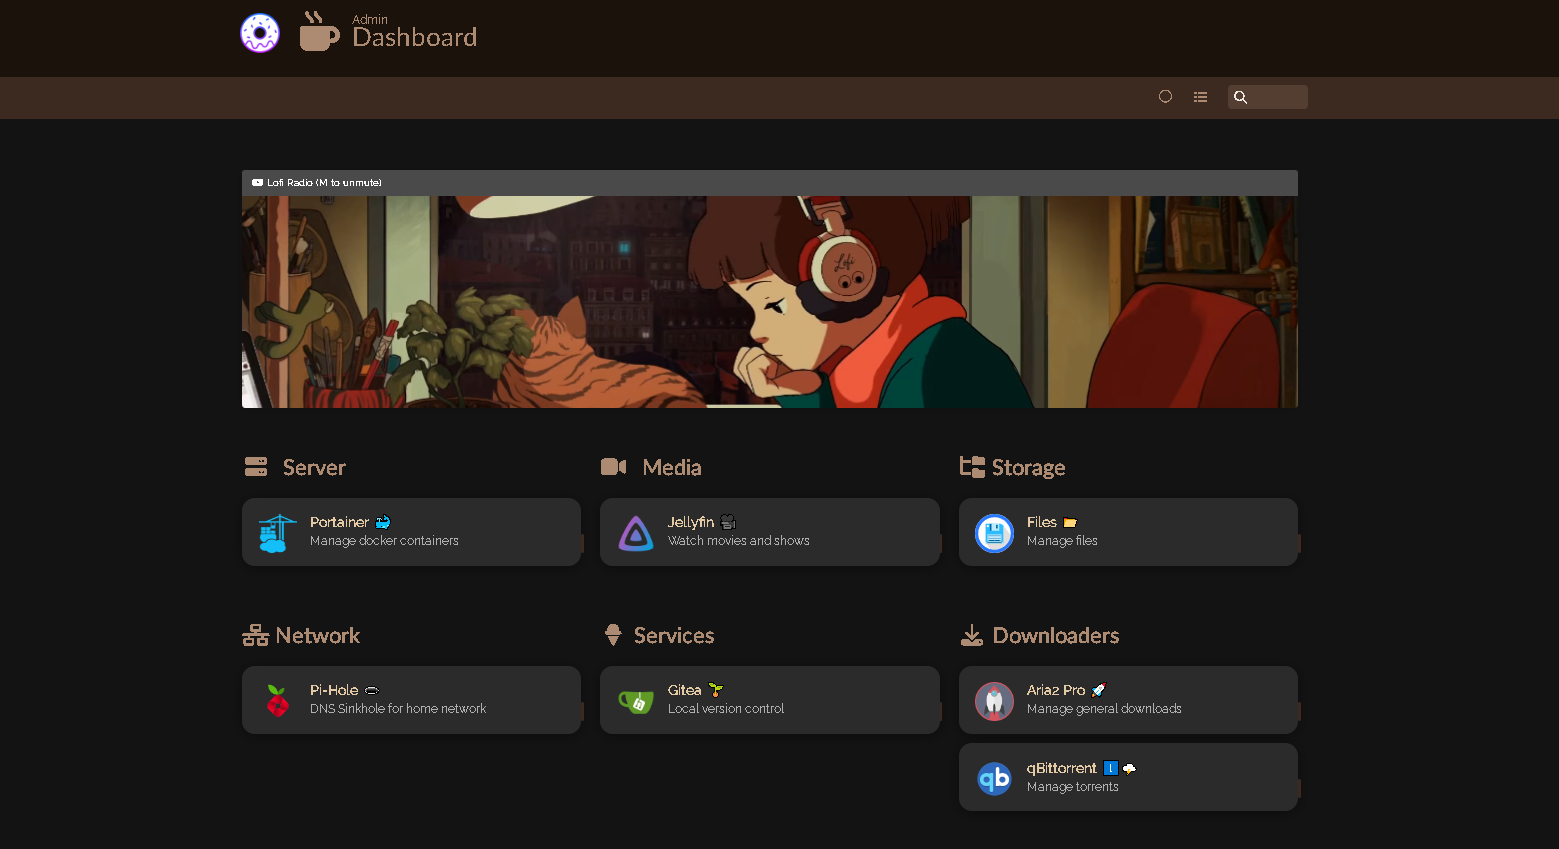 Admin
Dashboard
Lofi Radio (M to unmute)
Lofi
Server
Media
Storage
Portainer
Manage docker containers
Jellyfin
Watch movies and shows
Files
Manage files
Network
Services
Downloaders
Pi-Hole
DNS Sinkhole for home network
Gitea
Local version control
Aria2 Pro
Manage general downloads
qb
qBittorrent
Manage torrents